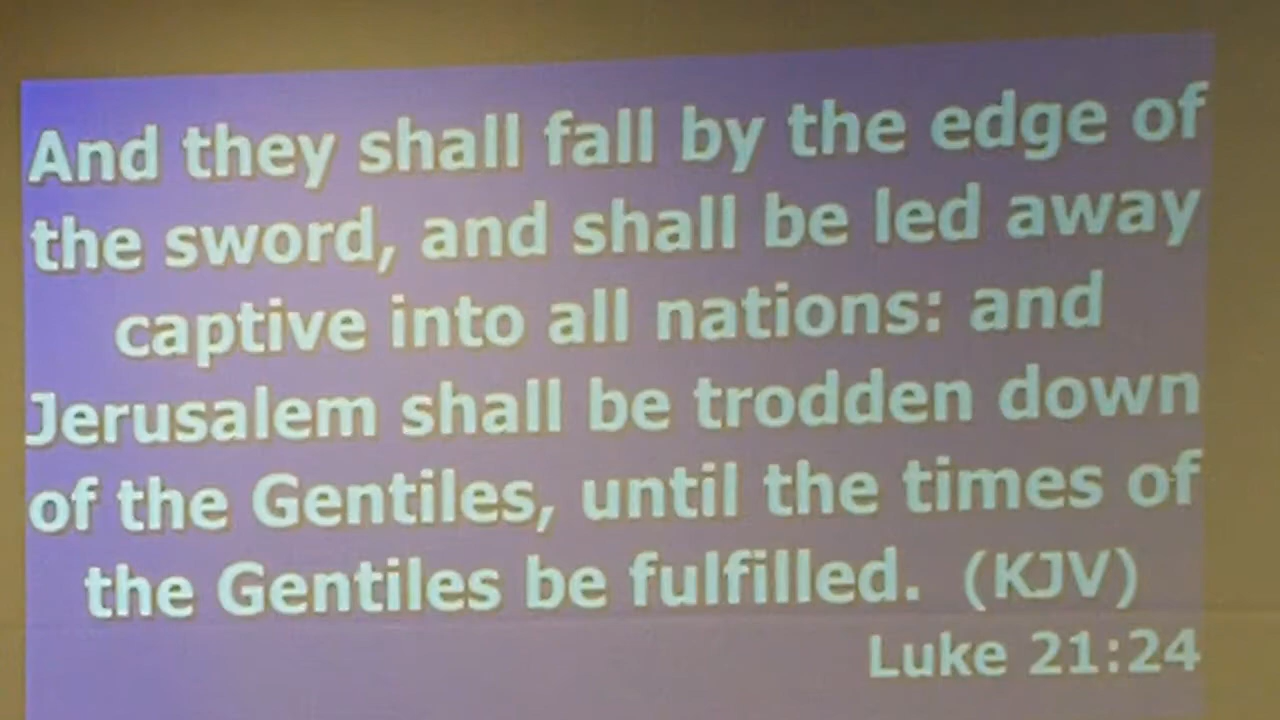 And they shall fall by the edge of
the sword, and shall be led away
captive into all nations: and
Jerusalem shall be trodden down
of the Gentiles, until the times of
the Gentiles be fulfilled. (KJV)
Luke 21:24